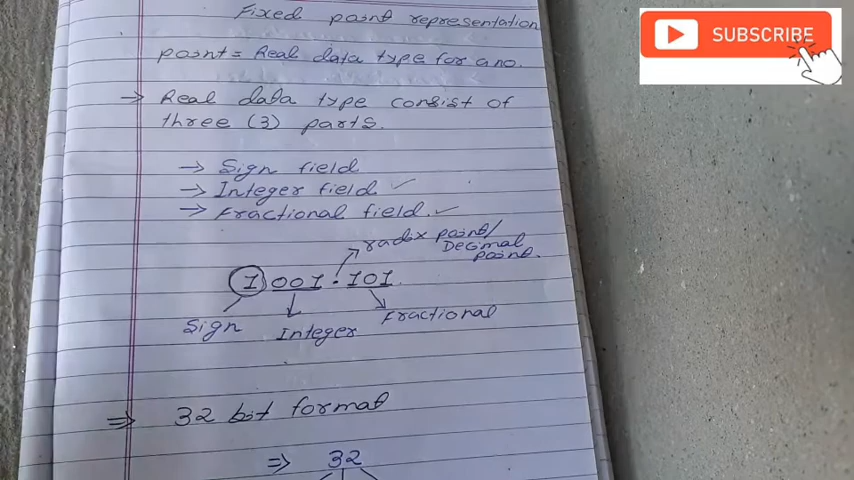 Fixed point representation
SUBSCRIBE
point = Real data type for a no.
→ Real data type consist of
three (3) parts.
→ Sign field
→ Integer field ✓
→ Fractional field. ✓
radix point/
Decimal
point.
1 001 . 101
Sign
Integer
Fractional
⇒ 32 bit format
⇒ 32